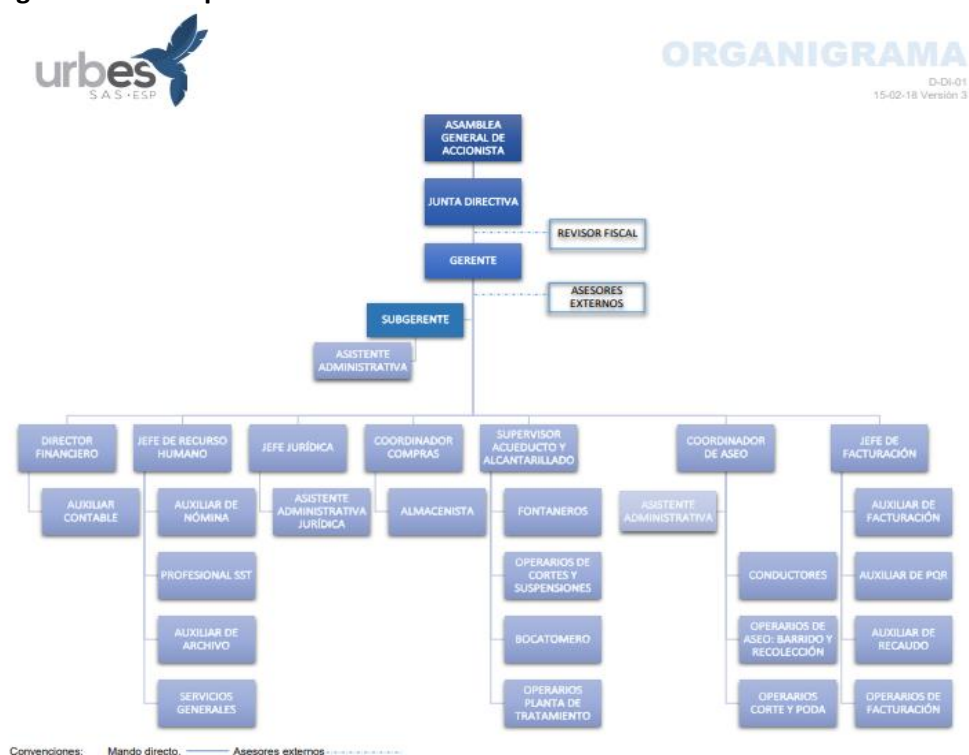 urbes
SAS·ESP
ORGANIGRAMA
D-DI-01
15-02-18 Versión 3
ASAMBLEA
GENERAL DE
ACCIONISTA
JUNTA DIRECTIVA
REVISOR FISCAL
GERENTE
ASESORES
EXTERNOS
SUBGERENTE
ASISTENTE
ADMINISTRATIVA
DIRECTOR
FINANCIERO
JEFE DE RECURSO
HUMANO
JEFE JURÍDICA
COORDINADOR
COMPRAS
SUPERVISOR
ACUEDUCTO Y
ALCANTARILLADO
COORDINADOR
DE ASEO
JEFE DE
FACTURACIÓN
AUXILIAR
CONTABLE
AUXILIAR DE
NÓMINA
ASISTENTE
ADMINISTRATIVA
JURÍDICA
ALMACENISTA
FONTANEROS
ASISTENTE
ADMINISTRATIVA
AUXILIAR DE
FACTURACIÓN
PROFESIONAL SST
OPERARIOS DE
CORTES Y
SUSPENSIONES
CONDUCTORES
AUXILIAR DE PQR
AUXILIAR DE
ARCHIVO
BOCATOMERO
OPERARIOS DE
ASEO: BARRIDO Y
RECOLECCIÓN
AUXILIAR DE
RECAUDO
SERVICIOS
GENERALES
OPERARIOS
PLANTA DE
TRATAMIENTO
OPERARIOS
CORTE Y PODA
OPERARIOS DE
FACTURACIÓN
Convenciones: Mando directo. Asesores externos